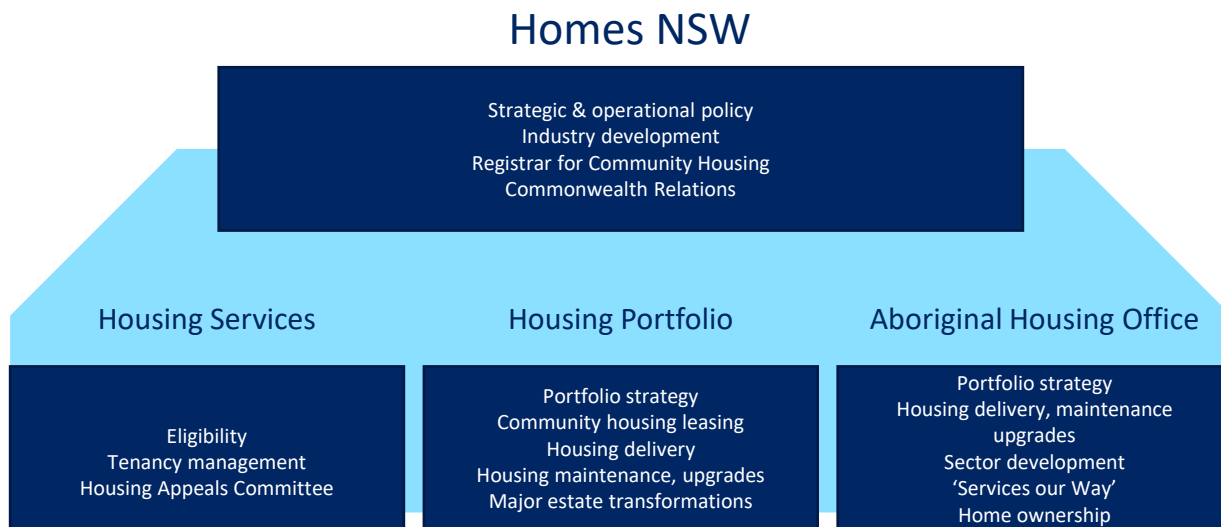 Homes NSW
Strategic & operational policy
Industry development
Registrar for Community Housing
Commonwealth Relations
Housing Services
Eligibility
Tenancy management
Housing Appeals Committee
Housing Portfolio
Portfolio strategy
Community housing leasing
Housing delivery
Housing maintenance, upgrades
Major estate transformations
Aboriginal Housing Office
Portfolio strategy
Housing delivery, maintenance
upgrades
Sector development
‘Services our Way’
Home ownership